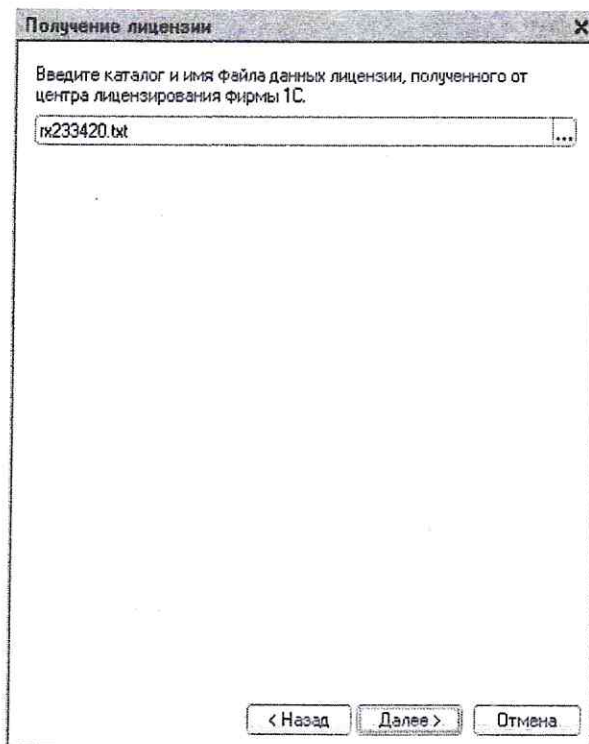 Получение лицензии
Введите каталог и имя файла данных лицензии, полученного от
центра лицензирования фирмы 1С.
rx233420.txt
...
< Назад
Далее >
Отмена